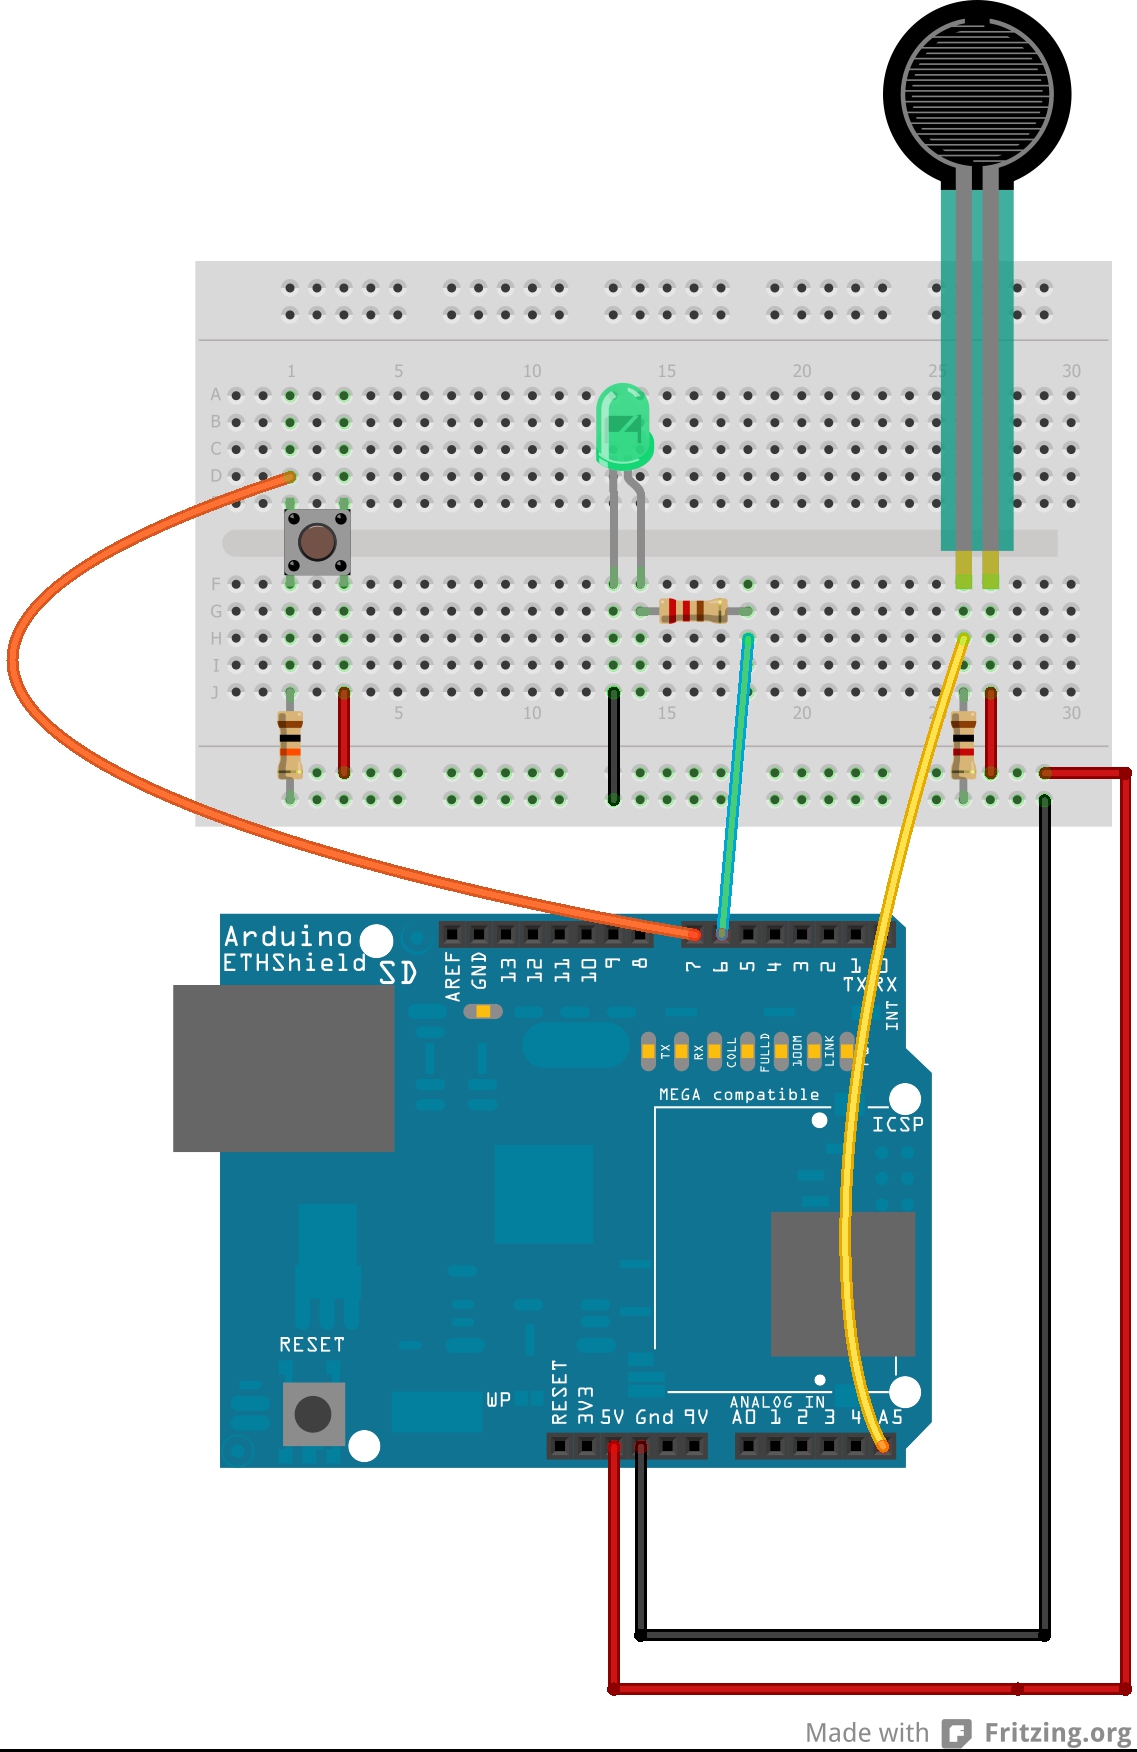 1 5 10 15 20 25 30
A
B
C
D
F
G
H
I
J
5 10 15 20 30
Arduino
ETHShield
SD
AREF GND 13 12 11 10 9 8 7 6 5 4 3 2 1 0
TX RX
INT
TX RX COLL FULLD 100M LINK
MEGA compatible
ICSP
RESET
WP
RESET 3V3 5V Gnd 9V
ANALOG IN
A0 1 2 3 4 A5
Made with Fritzing.org